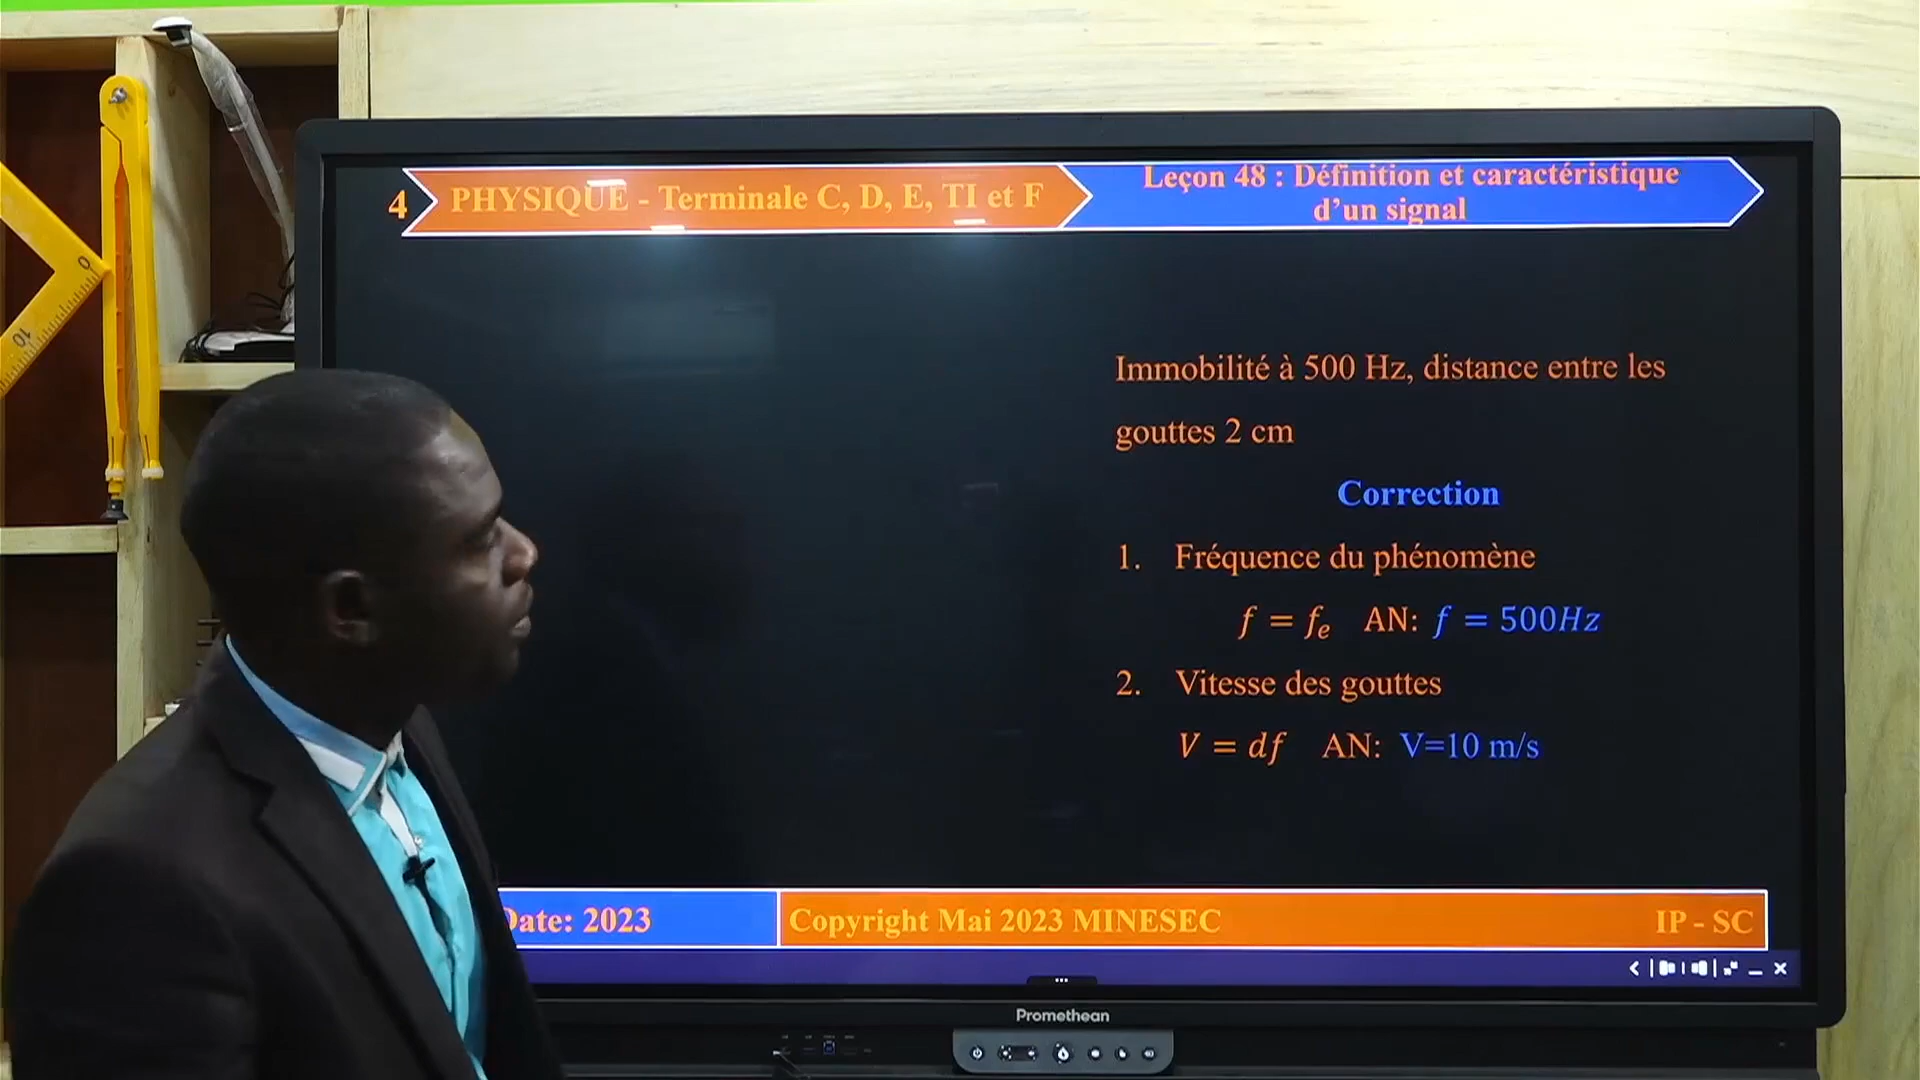 4
PHYSIQUE - Terminale C, D, E, TI et F
Leçon 48 : Définition et caractéristique
d'un signal
0
10
Immobilité à 500 Hz, distance entre les
gouttes 2 cm
Correction
1. Fréquence du phénomène
f = fₑ AN: f = 500Hz
2. Vitesse des gouttes
V = df AN: V=10 m/s
Date: 2023
Copyright Mai 2023 MINESEC
IP - SC
Promethean